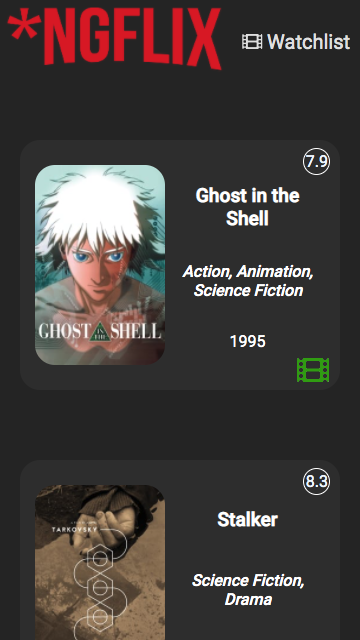 *NGFLIX
Watchlist
7.9
Ghost in the
Shell
Action, Animation,
Science Fiction
1995
GHOST IN THE SHELL
8.3
Stalker
TARKOVSKY
Science Fiction,
Drama